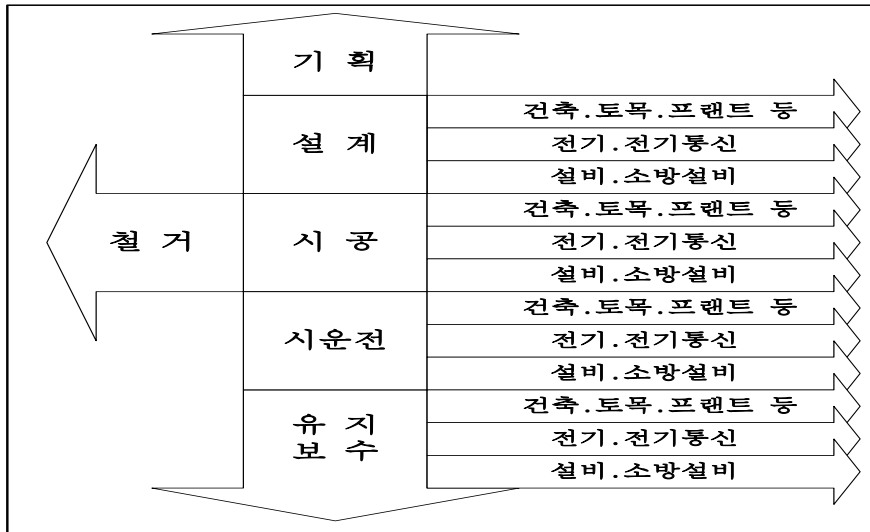 기 획
설 계
건축.토목.프랜트 등
전기.전기통신
설비.소방설비
철 거
시 공
건축.토목.프랜트 등
전기.전기통신
설비.소방설비
시운전
건축.토목.프랜트 등
전기.전기통신
설비.소방설비
유 지
보 수
건축.토목.프랜트 등
전기.전기통신
설비.소방설비